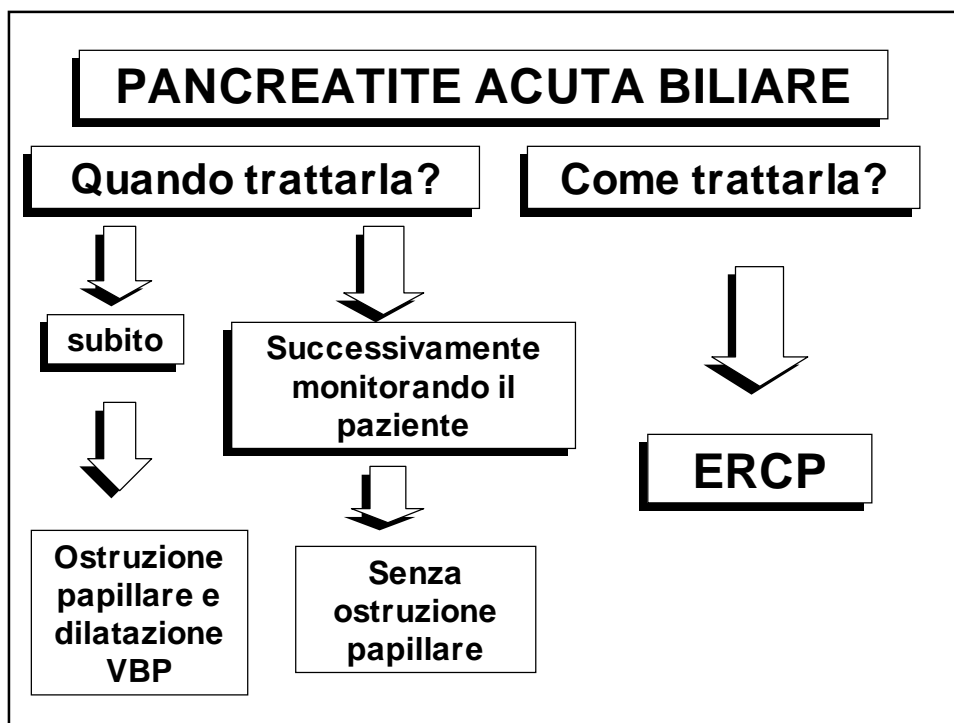 PANCREATITE ACUTA BILIARE
Quando trattarla?
Come trattarla?
subito
Successivamente
monitorando il
paziente
ERCP
Ostruzione
papillare e
dilatazione
VBP
Senza
ostruzione
papillare